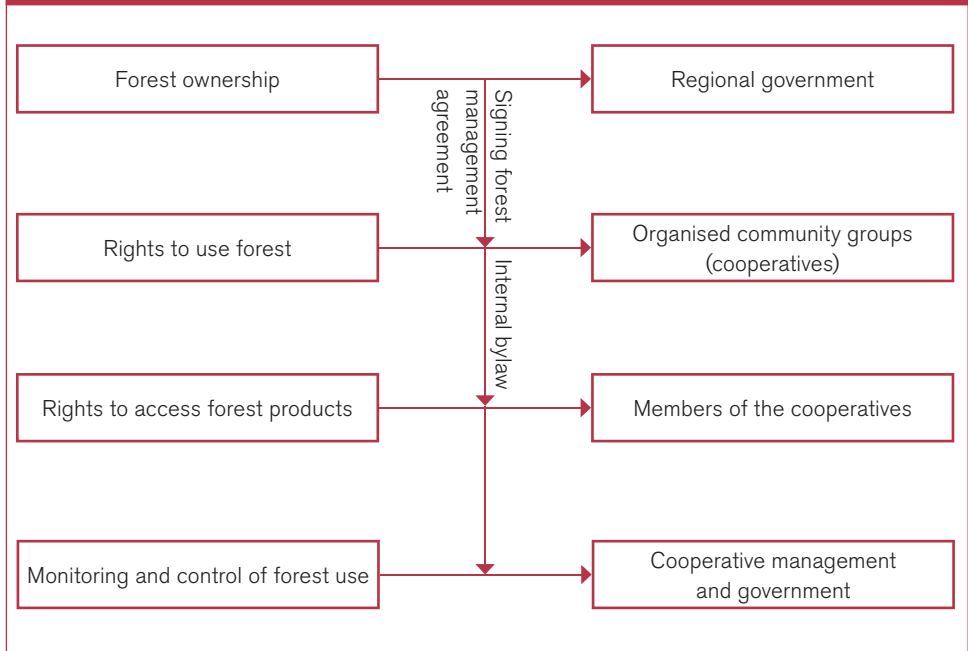 Forest ownership
Regional government
Signing forest
management
agreement
Rights to use forest
Organised community groups
(cooperatives)
Internal bylaw
Rights to access forest products
Members of the cooperatives
Monitoring and control of forest use
Cooperative management
and government